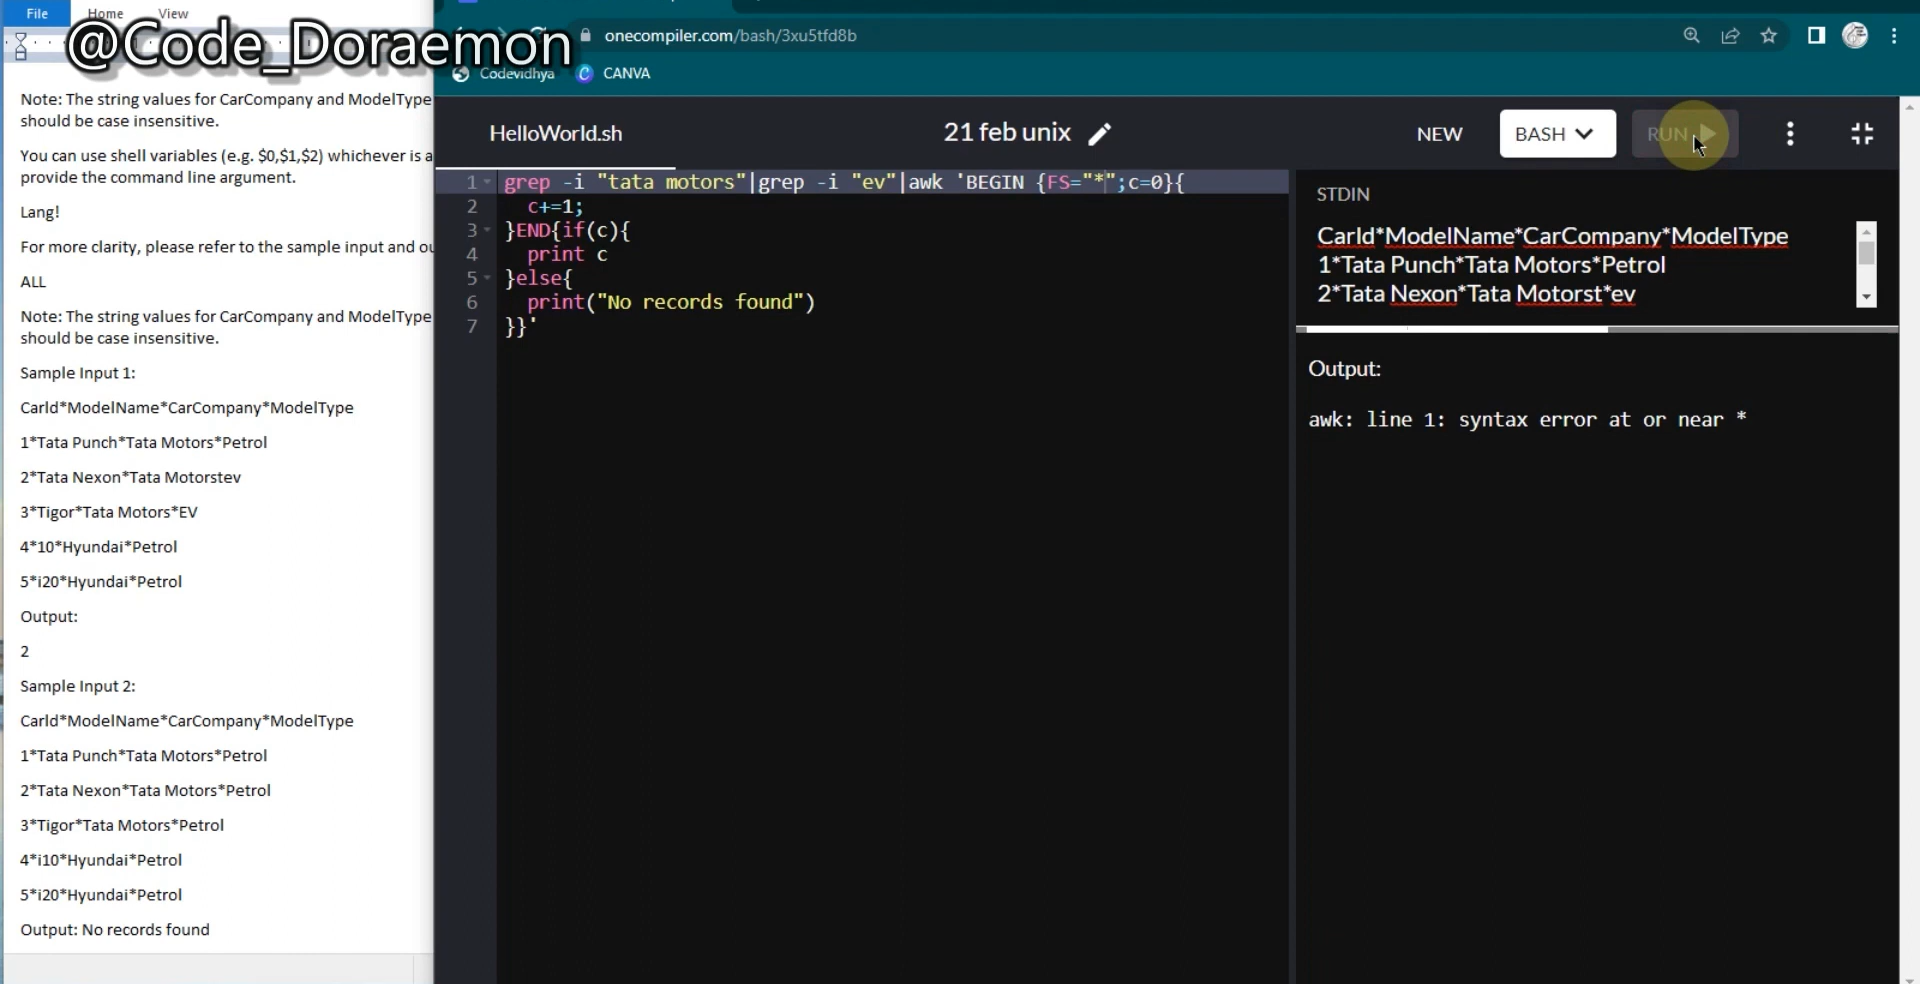 File Home View
@Code_Doraemon
onecompiler.com/bash/3xu5tfd8b
Codevidhya CANVA
Note: The string values for CarCompany and ModelType
should be case insensitive.
You can use shell variables (e.g. $0,$1,$2) whichever is a
provide the command line argument.
Lang!
For more clarity, please refer to the sample input and ou
ALL
Note: The string values for CarCompany and ModelType
should be case insensitive.
Sample Input 1:
CarId*ModelName*CarCompany*ModelType
1*Tata Punch*Tata Motors*Petrol
2*Tata Nexon*Tata Motorstev
3*Tigor*Tata Motors*EV
4*10*Hyundai*Petrol
5*i20*Hyundai*Petrol
Output:
2
Sample Input 2:
CarId*ModelName*CarCompany*ModelType
1*Tata Punch*Tata Motors*Petrol
2*Tata Nexon*Tata Motors*Petrol
3*Tigor*Tata Motors*Petrol
4*i10*Hyundai*Petrol
5*i20*Hyundai*Petrol
Output: No records found
HelloWorld.sh
21 feb unix
NEW
BASH
RUN
1 grep -i "tata motors"|grep -i "ev"|awk 'BEGIN {FS="*";c=0}{
2 c+=1;
3 }END{if(c){
4 print c
5 }else{
6 print("No records found")
7 }}'
STDIN
CarId*ModelName*CarCompany*ModelType
1*Tata Punch*Tata Motors*Petrol
2*Tata Nexon*Tata Motorst*ev
Output:
awk: line 1: syntax error at or near *